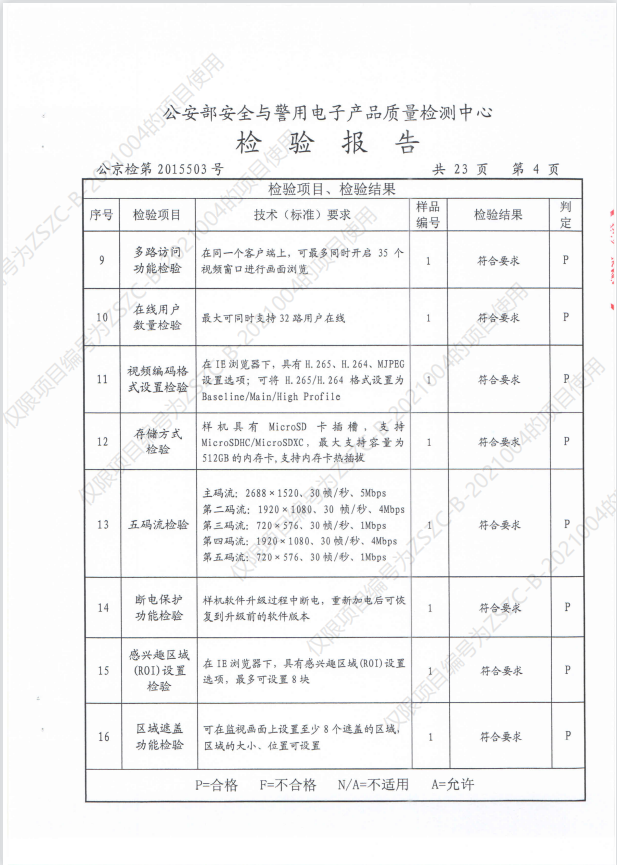 公安部安全与警用电子产品质量检测中心
检 验 报 告
公京检第 2015503 号
共 23 页 第 4 页
检验项目、检验结果
序号 检验项目 技术（标准）要求 样品编号 检验结果 判定
9 多路访问功能检验 在同一个客户端上，可最多同时开启 35 个
视频窗口进行画面浏览 1 符合要求 P
10 在线用户数量检验 最大可同时支持 32 路用户在线 1 符合要求 P
11 视频编码格式设置检验 在 IE 浏览器下，具有 H.265、H.264、MJPEG
设置选项；可将 H.265/H.264 格式设置为
Baseline/Main/High Profile 1 符合要求 P
12 存储方式检验 样机具有 MicroSD 卡插槽，支持
MicroSDHC/MicroSDXC，最大支持容量为
512GB 的内存卡,支持内存卡热插拔 1 符合要求 P
13 五码流检验 主码流：2688×1520、30 帧/秒、5Mbps
第二码流：1920×1080、30 帧/秒、4Mbps
第三码流：720×576、30 帧/秒、1Mbps
第四码流：1920×1080、30 帧/秒、4Mbps
第五码流：720×576、30 帧/秒、1Mbps 1 符合要求 P
14 断电保护功能检验 样机软件升级过程中断电，重新加电后可恢
复到升级前的软件版本 1 符合要求 P
15 感兴趣区域(ROI)设置检验 在 IE 浏览器下，具有感兴趣区域(ROI)设置
选项，最多可设置 8 块 1 符合要求 P
16 区域遮盖功能检验 可在监视画面上设置至少 8 个遮盖的区域，
区域的大小、位置可设置 1 符合要求 P
P=合格 F=不合格 N/A=不适用 A=允许
仅限项目编号为ZSZC-B-2021004的项目使用